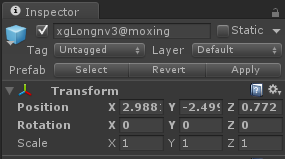 Inspector
xgLongnv3@moxing Static
Tag Untagged Layer Default
Prefab Select Revert Apply
Transform
Position X 2.988 Y -2.499 Z 0.772
Rotation X 0 Y 0 Z 0
Scale X 1 Y 1 Z 1